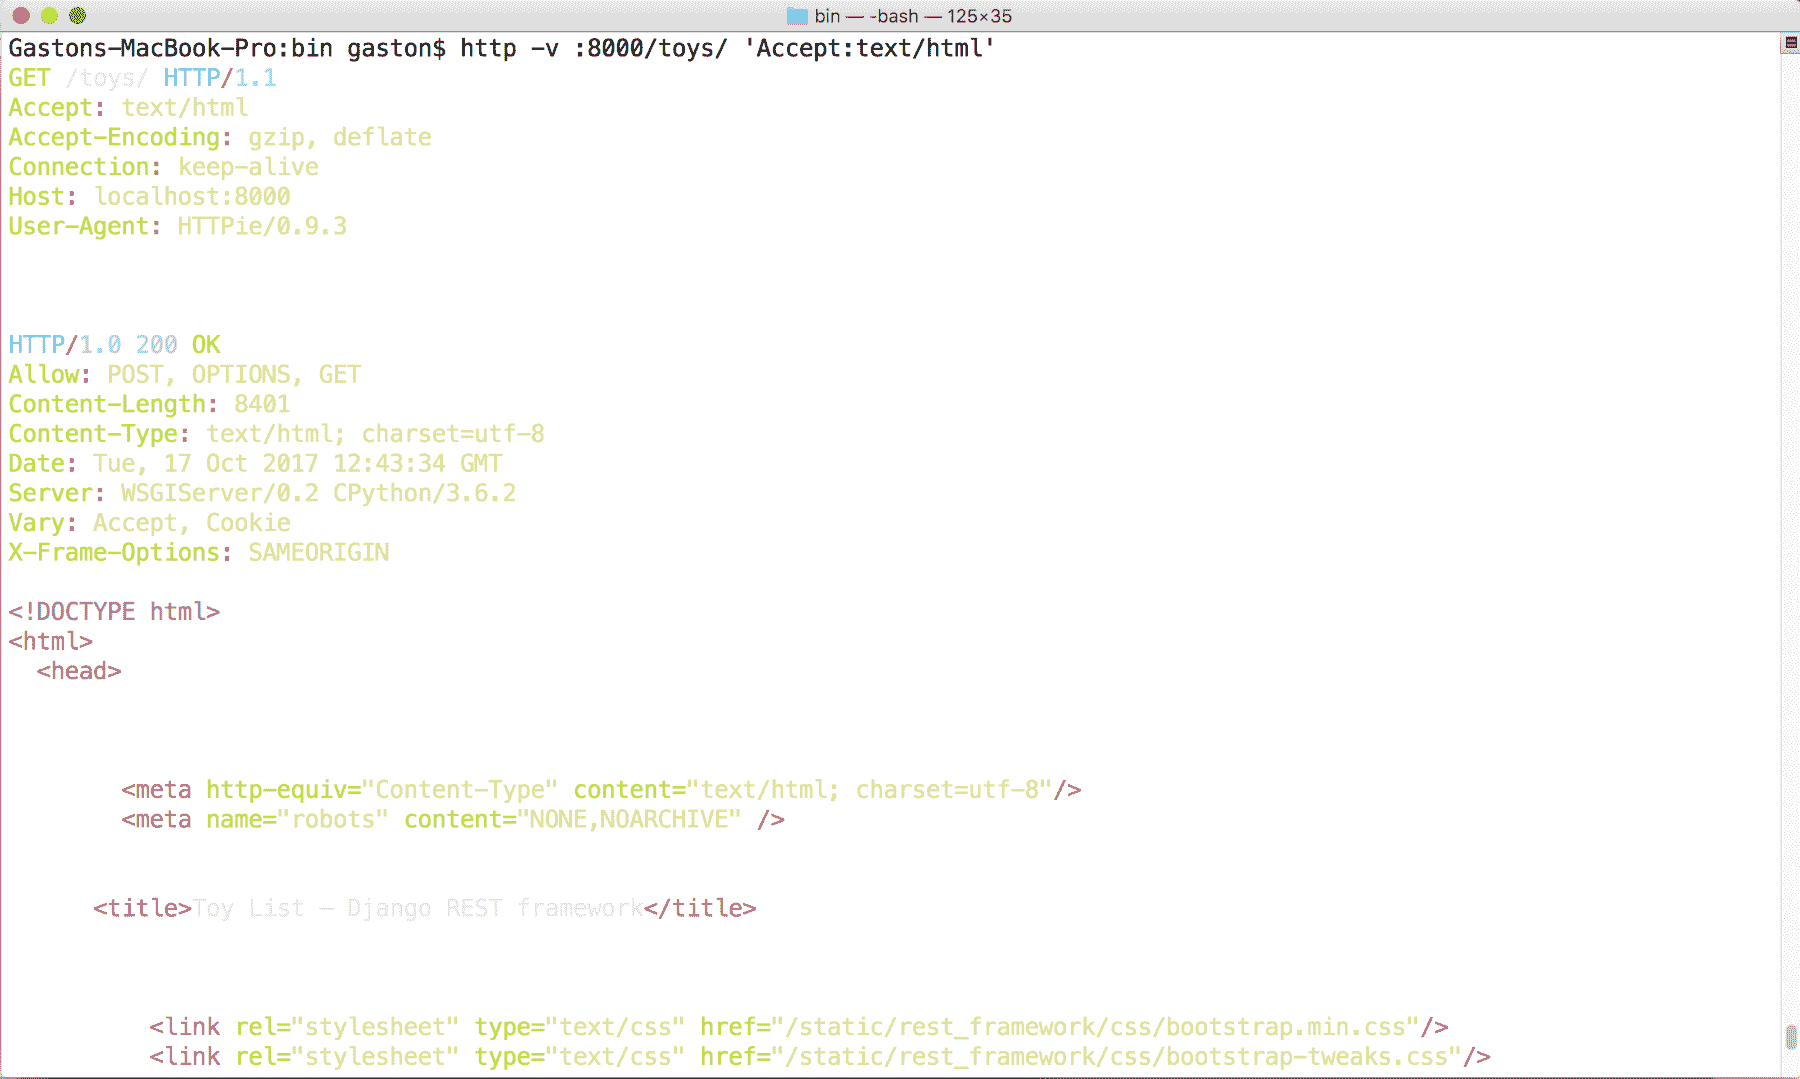 bin — -bash — 125×35
Gastons-MacBook-Pro:bin gaston$ http -v :8000/toys/ 'Accept:text/html'
GET /toys/ HTTP/1.1
Accept: text/html
Accept-Encoding: gzip, deflate
Connection: keep-alive
Host: localhost:8000
User-Agent: HTTPie/0.9.3
HTTP/1.0 200 OK
Allow: POST, OPTIONS, GET
Content-Length: 8401
Content-Type: text/html; charset=utf-8
Date: Tue, 17 Oct 2017 12:43:34 GMT
Server: WSGIServer/0.2 CPython/3.6.2
Vary: Accept, Cookie
X-Frame-Options: SAMEORIGIN
<!DOCTYPE html>
<html>
<head>
<meta http-equiv="Content-Type" content="text/html; charset=utf-8"/>
<meta name="robots" content="NONE,NOARCHIVE" />
<title>Toy List – Django REST framework</title>
<link rel="stylesheet" type="text/css" href="/static/rest_framework/css/bootstrap.min.css"/>
<link rel="stylesheet" type="text/css" href="/static/rest_framework/css/bootstrap-tweaks.css"/>